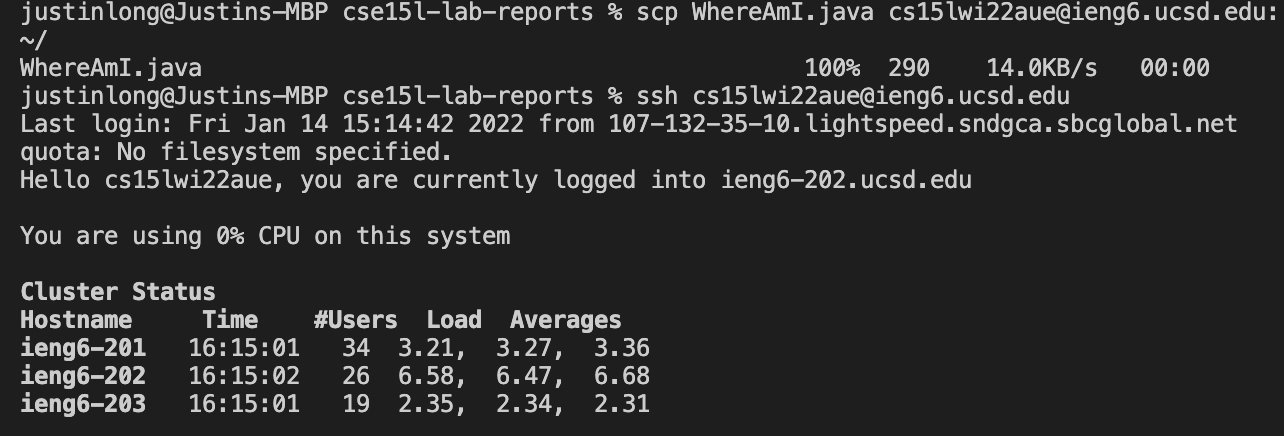 justinlong@Justins-MBP cse15l-lab-reports % scp WhereAmI.java cs15lwi22aue@ieng6.ucsd.edu:
~/
WhereAmI.java 100% 290 14.0KB/s 00:00
justinlong@Justins-MBP cse15l-lab-reports % ssh cs15lwi22aue@ieng6.ucsd.edu
Last login: Fri Jan 14 15:14:42 2022 from 107-132-35-10.lightspeed.sndgca.sbcglobal.net
quota: No filesystem specified.
Hello cs15lwi22aue, you are currently logged into ieng6-202.ucsd.edu
You are using 0% CPU on this system
Cluster Status
Hostname Time #Users Load Averages
ieng6-201 16:15:01 34 3.21, 3.27, 3.36
ieng6-202 16:15:02 26 6.58, 6.47, 6.68
ieng6-203 16:15:01 19 2.35, 2.34, 2.31